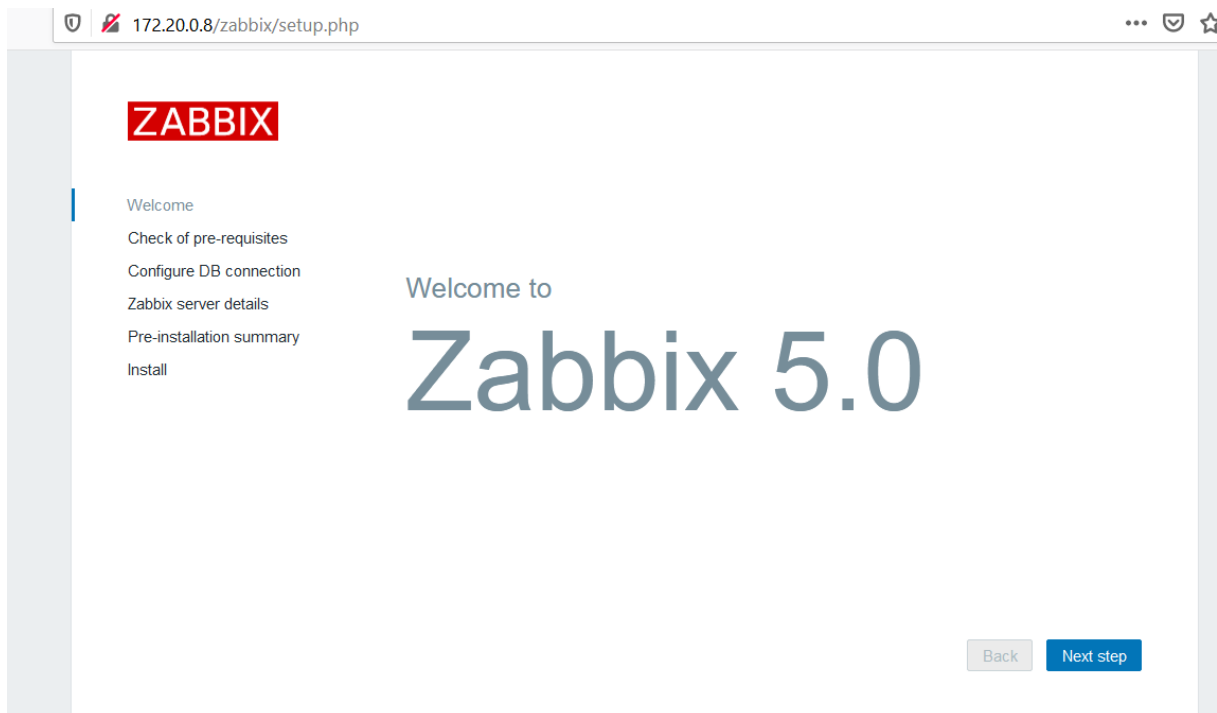 172.20.0.8/zabbix/setup.php
ZABBIX
Welcome
Check of pre-requisites
Configure DB connection
Zabbix server details
Pre-installation summary
Install
Welcome to
Zabbix 5.0
Back
Next step